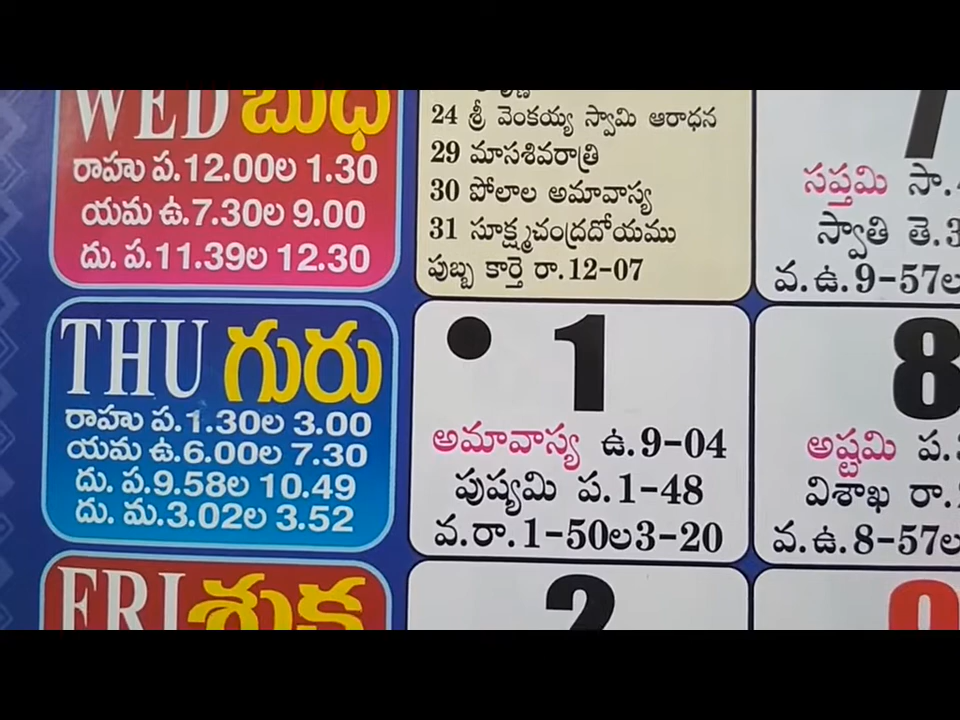 WED బుధ
రాహు ప.12.00ల 1.30
యమ ఉ.7.30ల 9.00
దు. ప.11.39ల 12.30
24 శ్రీ వెంకయ్య స్వామి ఆరాధన
29 మాసశివరాత్రి
30 పోలాల అమావాస్య
31 సూక్ష్మచంద్రదోయము
పుబ్బ కార్తె రా.12-07
7
సప్తమి సా.
స్వాతి తె.3
వ.ఉ.9-57ల
THU గురు
రాహు ప.1.30ల 3.00
యమ ఉ.6.00ల 7.30
దు. ప.9.58ల 10.49
దు. మ.3.02ల 3.52
1
అమావాస్య ఉ.9-04
పుష్యమి ప.1-48
వ.రా.1-50ల3-20
8
అష్టమి ప.
విశాఖ రా.
వ.ఉ.8-57ల
FRI శుక్ర
2
9